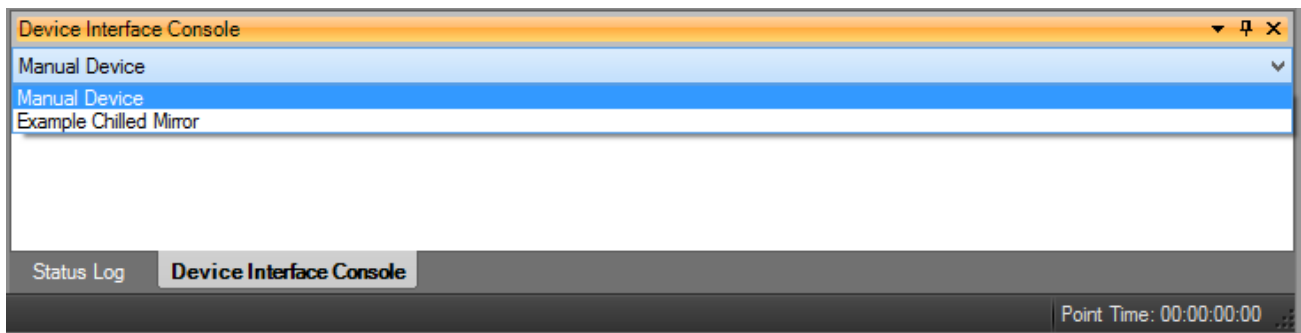 Device Interface Console
Manual Device
Manual Device
Example Chilled Mirror
Status Log Device Interface Console
Point Time: 00:00:00:00